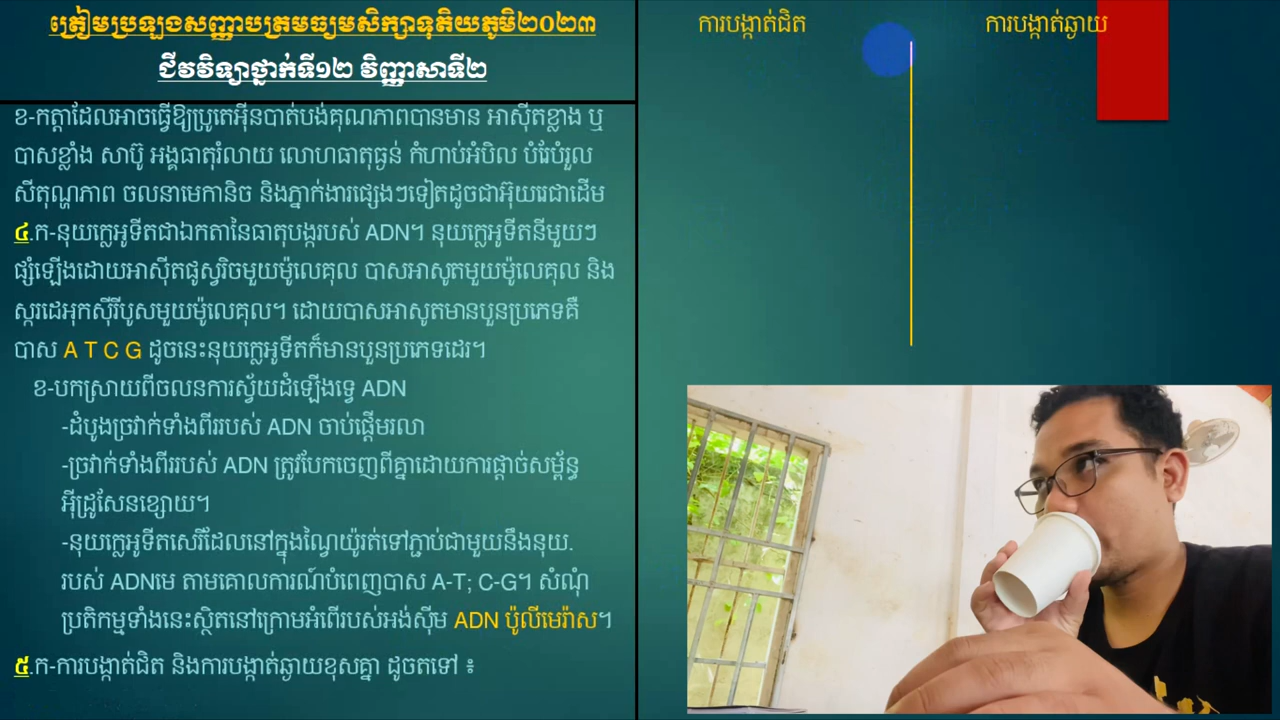 ត្រៀមប្រឡងសញ្ញាបត្រមធ្យមសិក្សាទុតិយភូមិ២០២៣
ជីវវិទ្យាថ្នាក់ទី១២ វិញ្ញាសាទី២
ខ-កត្តាដែលអាចធ្វើឱ្យប្រូតេអ៊ីនបាត់បង់គុណភាពបានមាន អាស៊ីតខ្លាង ឬ
បាសខ្លាំង សាប៊ូ អង្គធាតុរំលាយ លោហធាតុធ្ងន់ កំហាប់អំបិល បំរែបំរួល
សីតុណ្ហភាព ចលនាមេកានិច និងភ្នាក់ងារផ្សេងៗទៀតដូចជាអ៊ុយរេជាដើម
៤.ក-នុយក្លេអូទីតជាឯកតានៃធាតុបង្ករបស់ ADN។ នុយក្លេអូទីតនីមួយៗ
ផ្សំឡើងដោយអាស៊ីតផូស្វរិចមួយម៉ូលេគុល បាសអាសូតមួយម៉ូលេគុល និង
ស្ករដេអុកស៊ីរីបូសមួយម៉ូលេគុល។ ដោយបាសអាសូតមានបួនប្រភេទគឺ
បាស A T C G ដូចនេះនុយក្លេអូទីតក៏មានបួនប្រភេទដេរ។
ខ-បកស្រាយពីចលនការស្វ័យដំឡើងទ្វេ ADN
-ដំបូងច្រវាក់ទាំងពីររបស់ ADN ចាប់ផ្តើមរលា
-ច្រវាក់ទាំងពីររបស់ ADN ត្រូវបែកចេញពីគ្នាដោយការផ្តាច់សម្ព័ន្ធ
អ៊ីដ្រូសែនខ្សោយ។
-នុយក្លេអូទីតសេរីដែលនៅក្នុងណ្វៃយ៉ូរត់ទៅភ្ជាប់ជាមួយនឹងនុយ.
របស់ ADNមេ តាមគោលការណ៍បំពេញបាស A-T; C-G។ សំណុំ
ប្រតិកម្មទាំងនេះស្ថិតនៅក្រោមអំពើរបស់អង់ស៊ីម ADN ប៉ូលីមេរ៉ាស។
៥.ក-ការបង្កាត់ជិត និងការបង្កាត់ឆ្ងាយខុសគ្នា ដូចតទៅ ៖
ការបង្កាត់ជិត
ការបង្កាត់ឆ្ងាយ